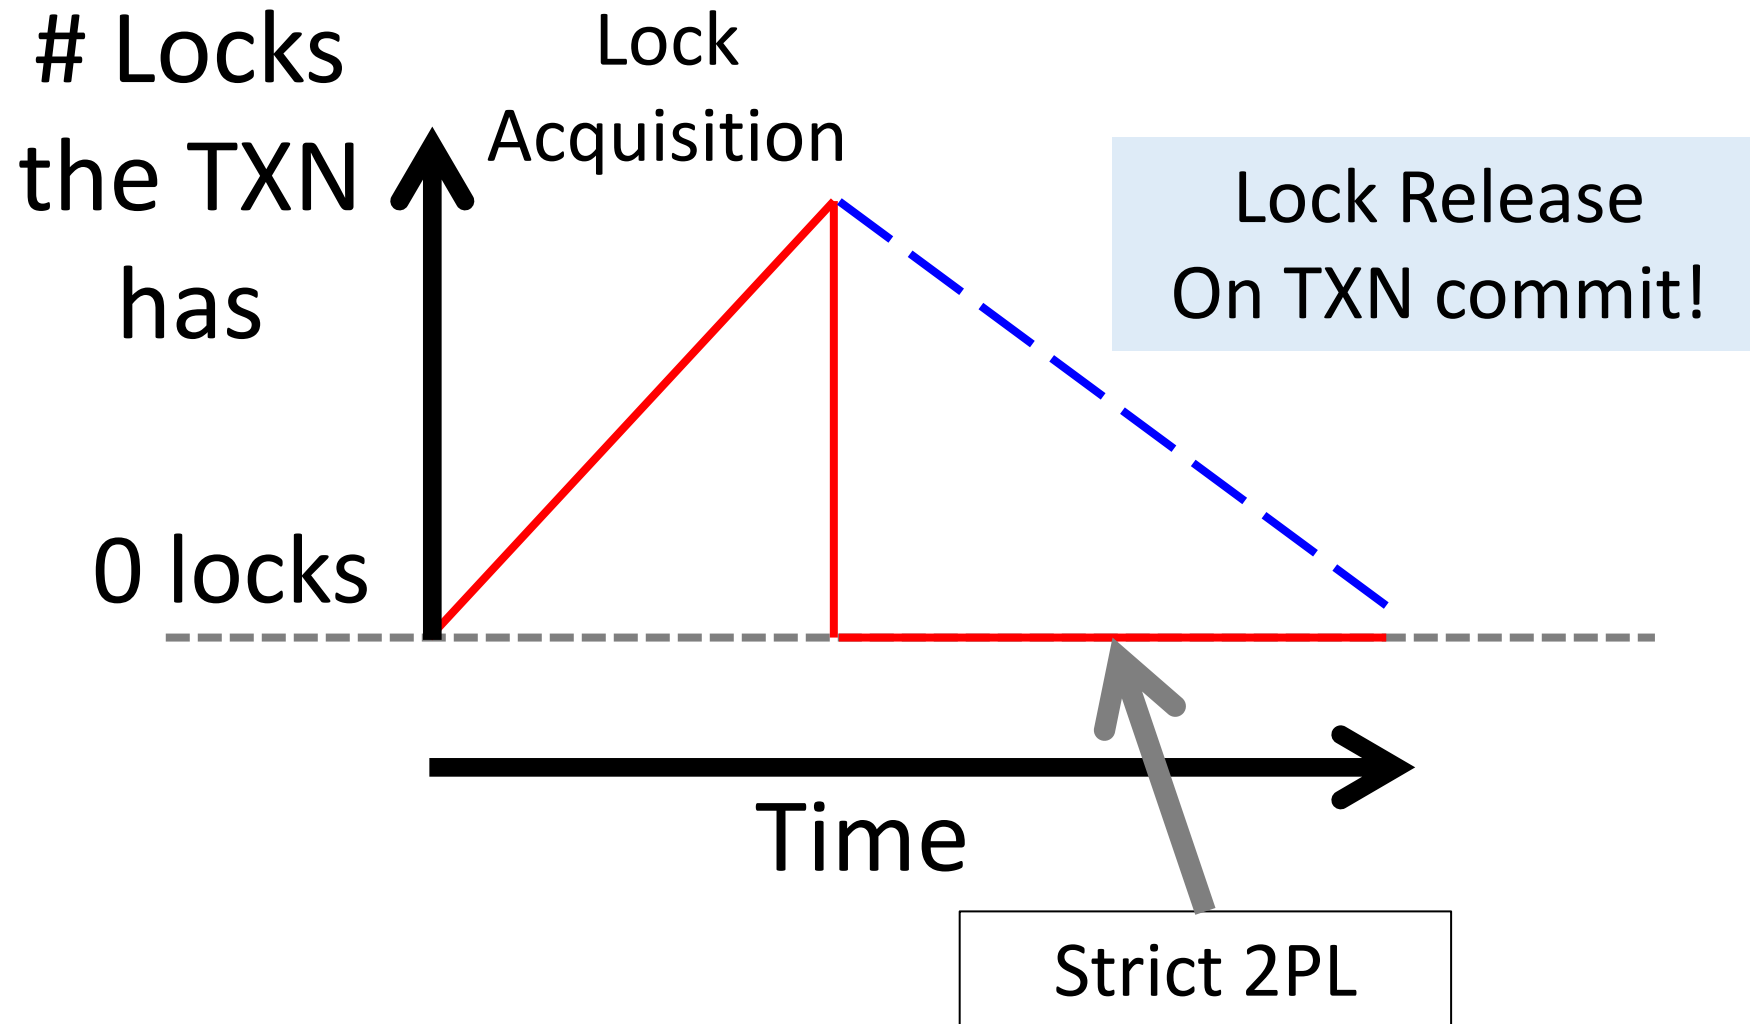 # Locks
the TXN
has
Lock
Acquisition
Lock Release
On TXN commit!
0 locks
Time
Strict 2PL